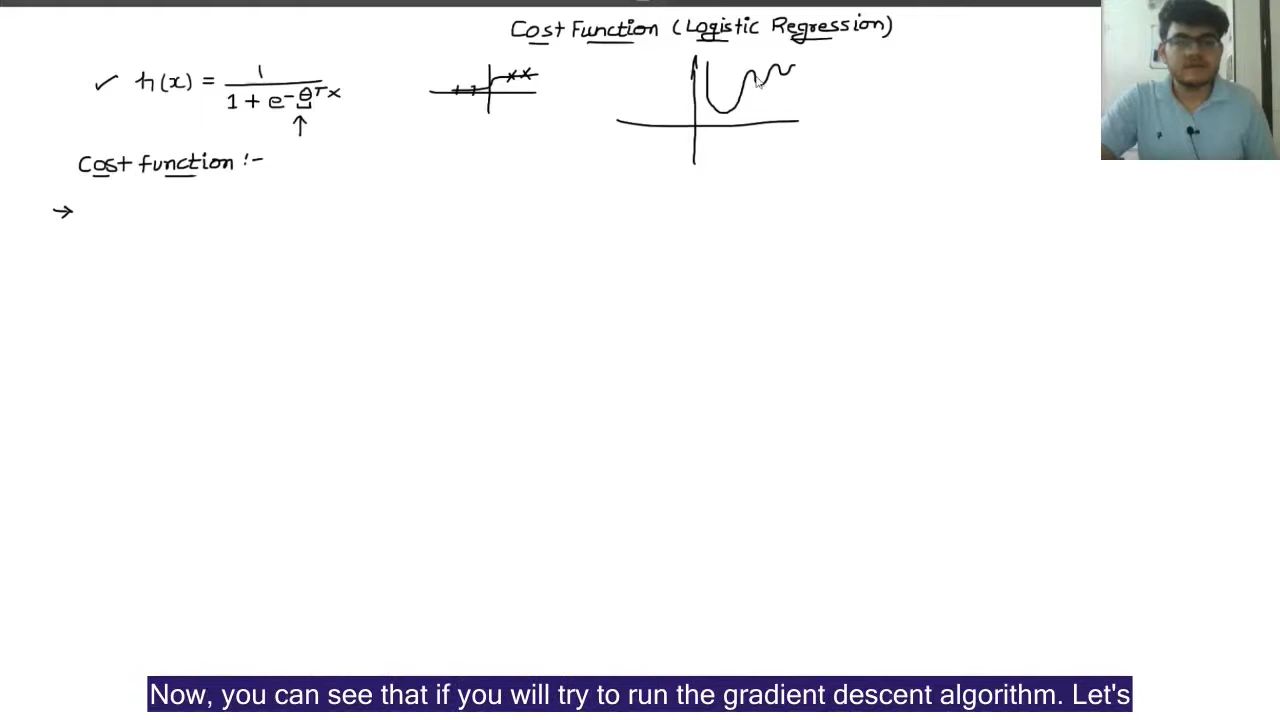 Cost Function (Logistic Regression)
✓ h(x) = 1 / 1 + e-θTx
Cost function :-
→
Now, you can see that if you will try to run the gradient descent algorithm. Let's